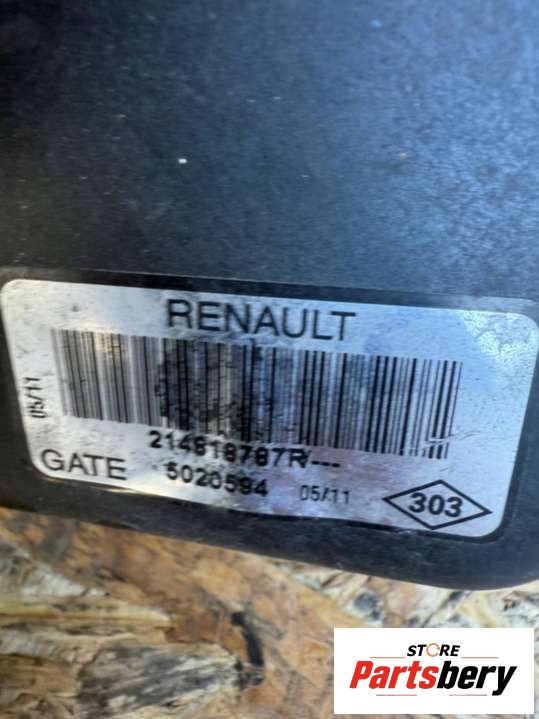 RENAULT
05/11
214818787R/---
GATE 5020594 05/11 303
STORE
Partsbery